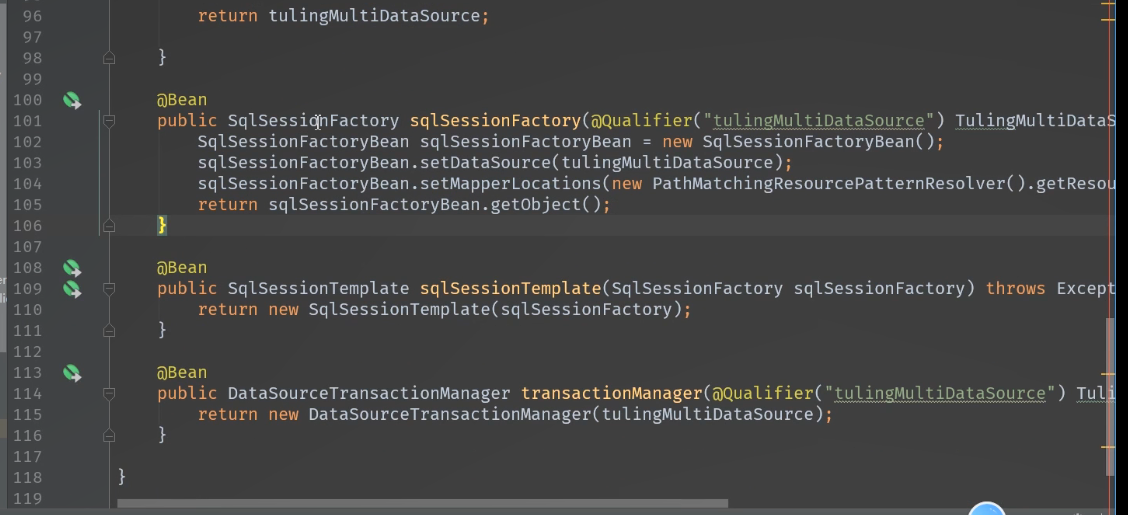 96 return tulingMultiDataSource;
97
98 }
99
100 @Bean
101 public SqlSessionFactory sqlSessionFactory(@Qualifier("tulingMultiDataSource") TulingMultiDataS
102 SqlSessionFactoryBean sqlSessionFactoryBean = new SqlSessionFactoryBean();
103 sqlSessionFactoryBean.setDataSource(tulingMultiDataSource);
104 sqlSessionFactoryBean.setMapperLocations(new PathMatchingResourcePatternResolver().getResou
105 return sqlSessionFactoryBean.getObject();
106 }
107
108 @Bean
109 public SqlSessionTemplate sqlSessionTemplate(SqlSessionFactory sqlSessionFactory) throws Except
110 return new SqlSessionTemplate(sqlSessionFactory);
111 }
112
113 @Bean
114 public DataSourceTransactionManager transactionManager(@Qualifier("tulingMultiDataSource") Tuli
115 return new DataSourceTransactionManager(tulingMultiDataSource);
116 }
117
118 }
119